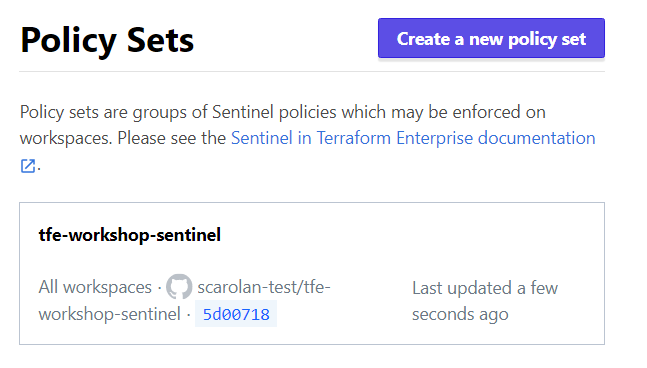 Policy Sets
Create a new policy set
Policy sets are groups of Sentinel policies which may be enforced on
workspaces. Please see the Sentinel in Terraform Enterprise documentation
.
tfe-workshop-sentinel
All workspaces · scarolan-test/tfe-
workshop-sentinel · 5d00718
Last updated a few
seconds ago